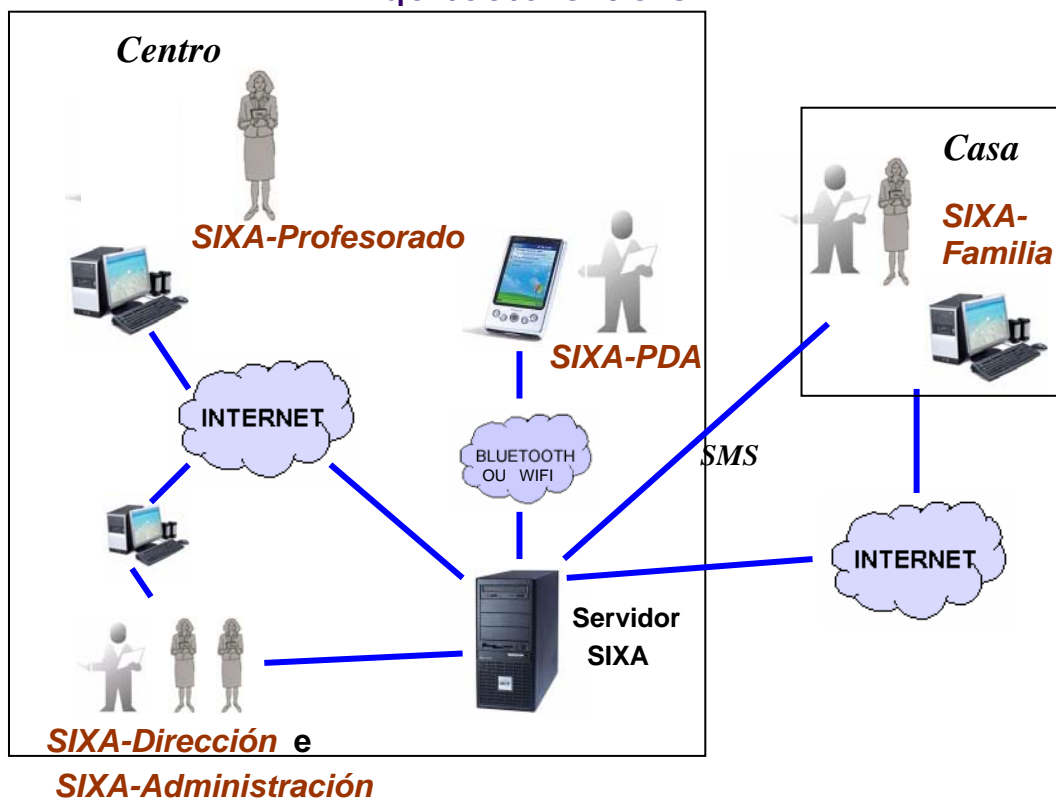 Centro
Casa
SIXA-
Familia
SIXA-Profesorado
SIXA-PDA
INTERNET
BLUETOOTH
OU WIFI
SMS
INTERNET
Servidor
SIXA
SIXA-Dirección e
SIXA-Administración